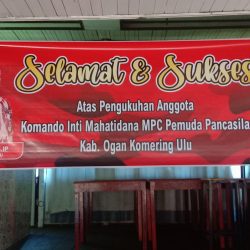 Selamat & Sukses
Atas Pengukuhan Anggota
Komando Inti Mahatidana MPC Pemuda Pancasila
Kab. Ogan Komering Ulu